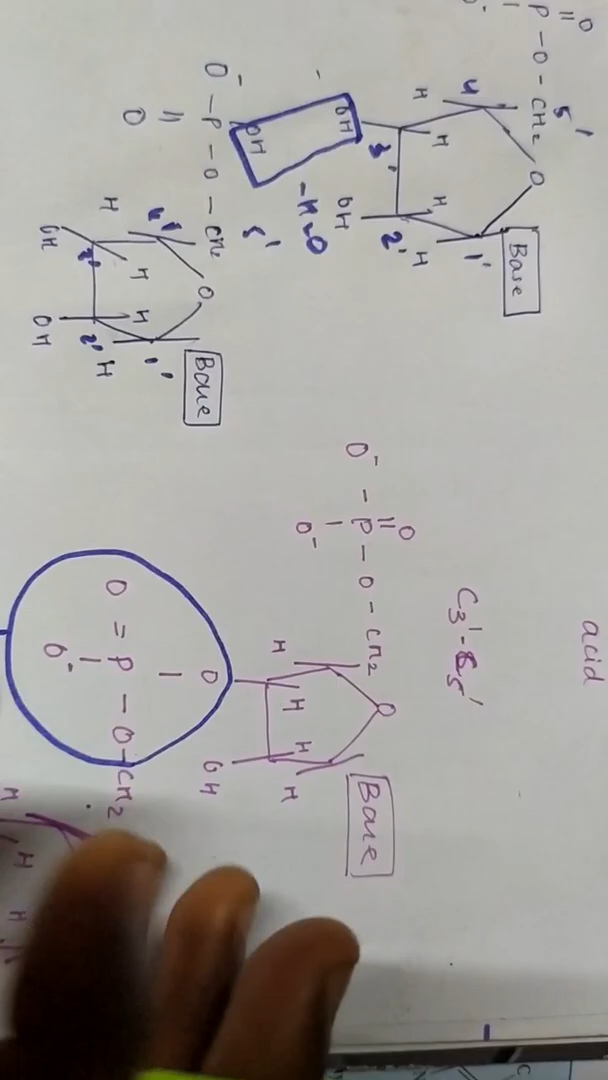 acid
O
||
O⁻
P - O - CH₂ 5'
O
4
H
H
Base
1'
3'
OH
H
H
2'
OH
-H₂O
OH
O⁻ - P - O - CH₂ 5'
||
O
O
4'
H
H
Base
1'
3'
OH
H
H
2'
OH
C₃'-C₅'
O
||
O⁻ - P - O - CH₂
|
O⁻
O
H
H
H
H
Base
O
OH
|
O = P - O - CH₂
|
O⁻
H
H
H